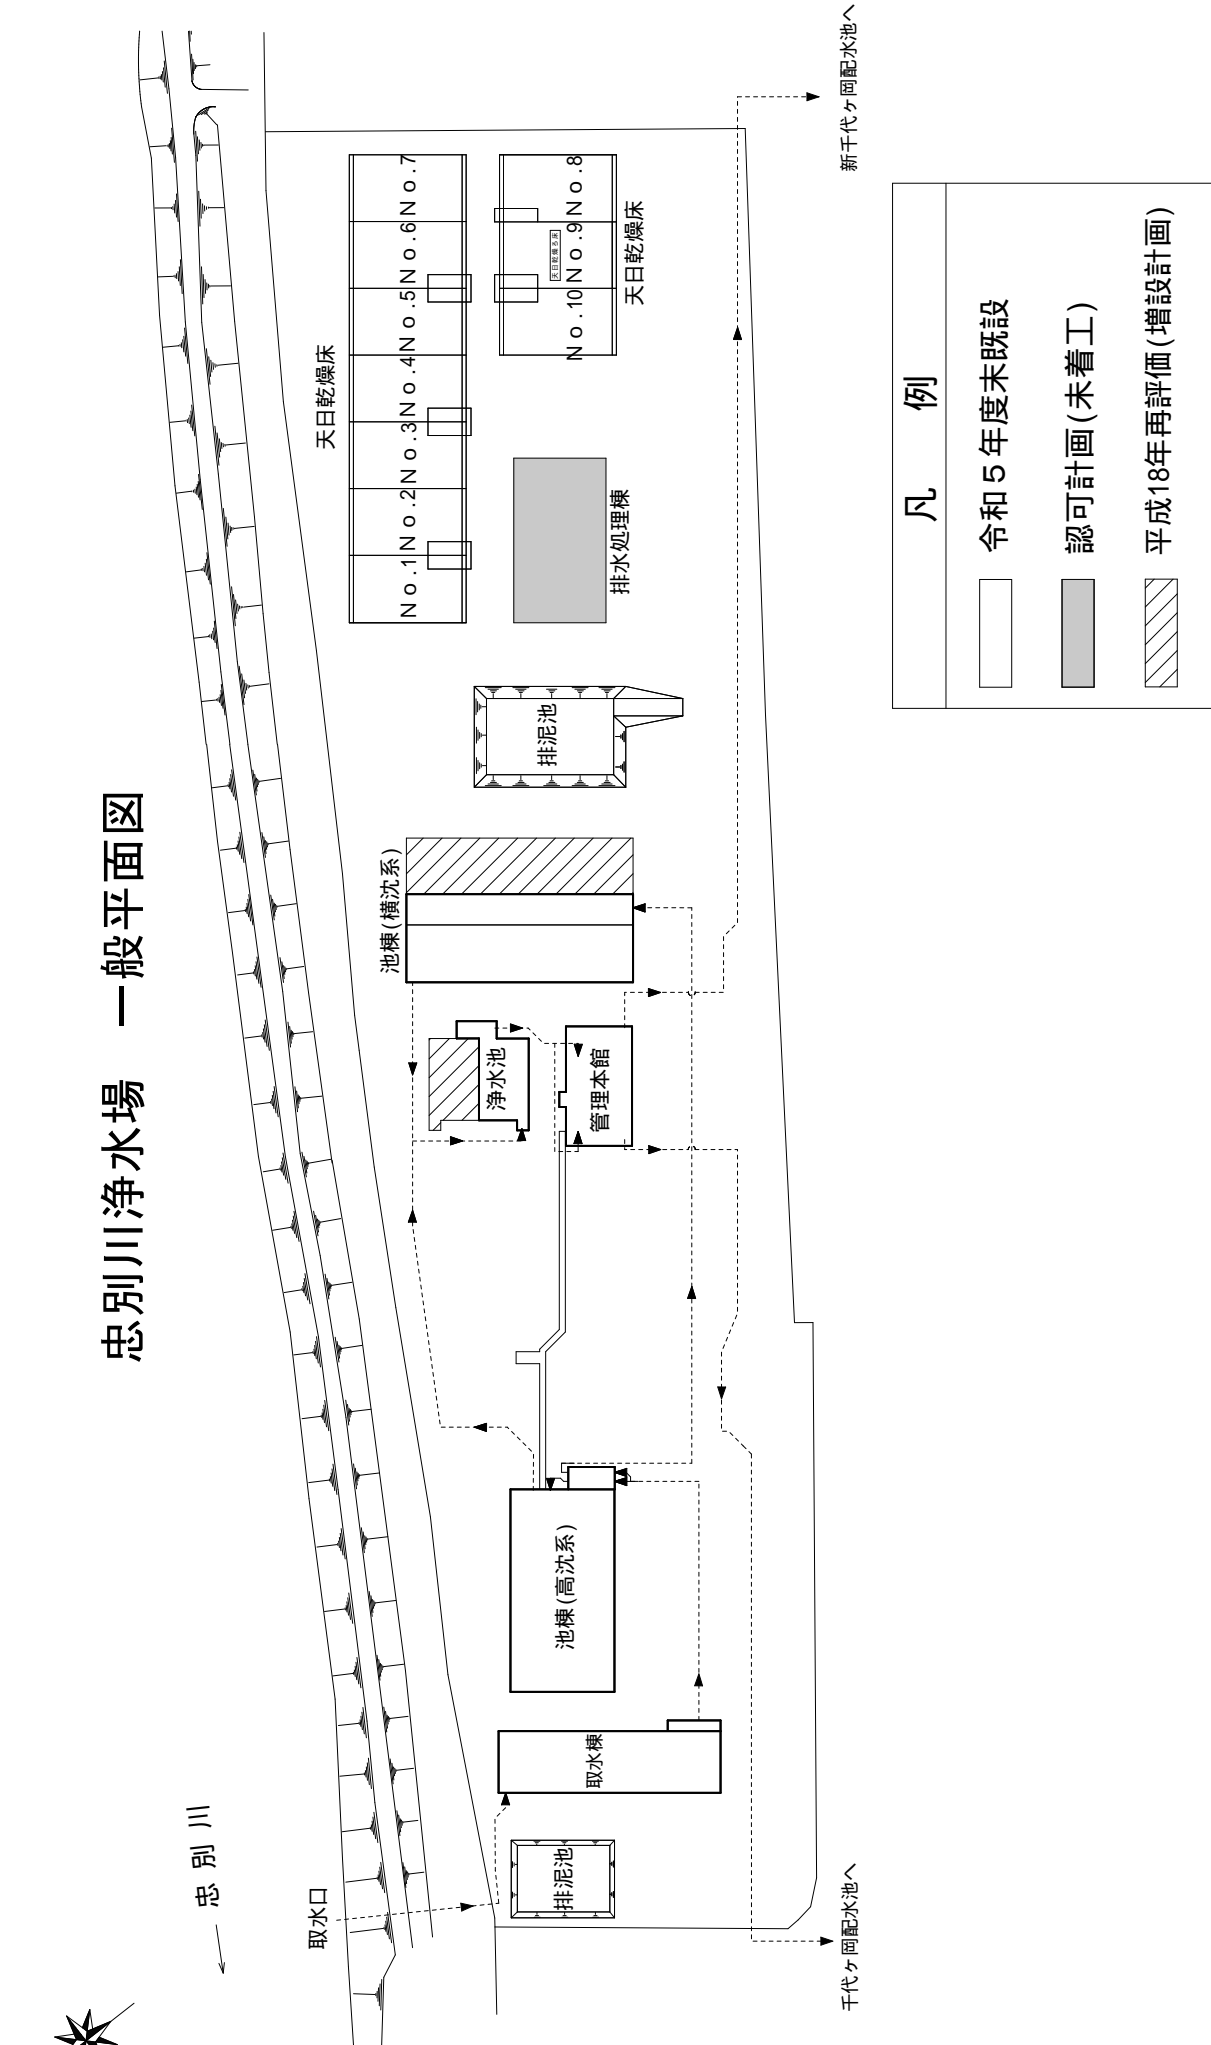 忠別川浄水場　一般平面図
忠別川
取水口
排泥池
取水棟
池棟(高沈系)
管理本館
浄水池
池棟(横沈系)
排泥池
排水処理棟
天日乾燥床
No.1
No.2
No.3
No.4
No.5
No.6
No.7
No.10
No.9
No.8
天日乾燥床
千代ヶ岡配水池へ
新千代ヶ岡配水池へ
凡例
令和５年度末既設
認可計画(未着工)
平成18年再評価(増設計画)